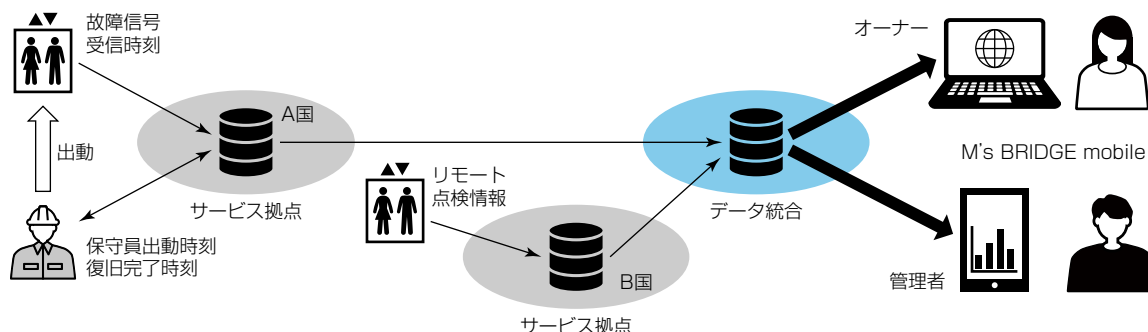 故障信号
受信時刻
オーナー
A国
出動
M's BRIDGE mobile
リモート
点検情報
サービス拠点
データ統合
保守員出動時刻
復旧完了時刻
B国
管理者
サービス拠点